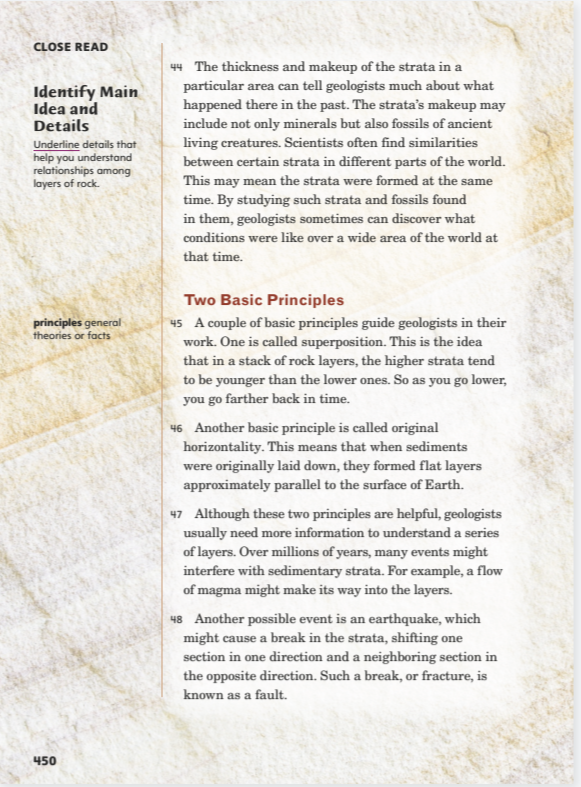 CLOSE READ
Identify Main
Idea and
Details
Underline details that
help you understand
relationships among
layers of rock.
44 The thickness and makeup of the strata in a
particular area can tell geologists much about what
happened there in the past. The strata's makeup may
include not only minerals but also fossils of ancient
living creatures. Scientists often find similarities
between certain strata in different parts of the world.
This may mean the strata were formed at the same
time. By studying such strata and fossils found
in them, geologists sometimes can discover what
conditions were like over a wide area of the world at
that time.
Two Basic Principles
principles general
theories or facts
45 A couple of basic principles guide geologists in their
work. One is called superposition. This is the idea
that in a stack of rock layers, the higher strata tend
to be younger than the lower ones. So as you go lower,
you go farther back in time.
46 Another basic principle is called original
horizontality. This means that when sediments
were originally laid down, they formed flat layers
approximately parallel to the surface of Earth.
47 Although these two principles are helpful, geologists
usually need more information to understand a series
of layers. Over millions of years, many events might
interfere with sedimentary strata. For example, a flow
of magma might make its way into the layers.
48 Another possible event is an earthquake, which
might cause a break in the strata, shifting one
section in one direction and a neighboring section in
the opposite direction. Such a break, or fracture, is
known as a fault.
450